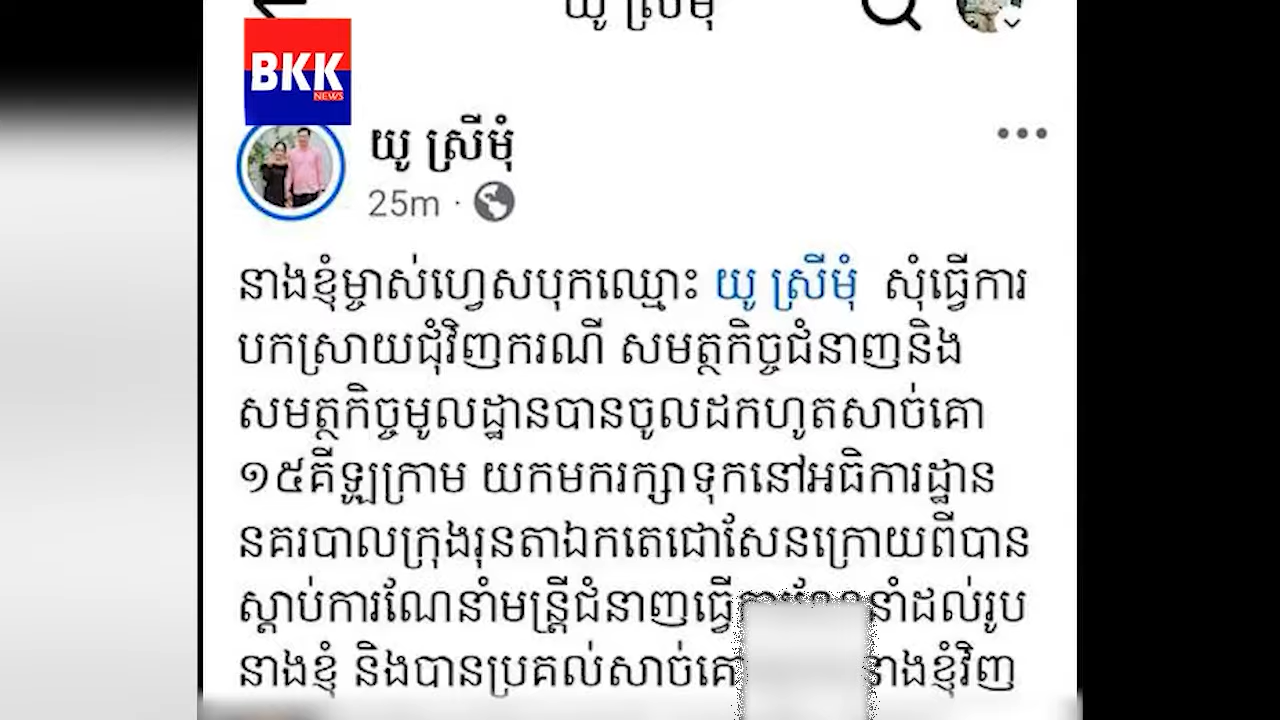 យូ ស្រីមុំ
BKK
NEWS
យូ ស្រីមុំ
25m ·
នាងខ្ញុំម្ចាស់ហ្វេសបុកឈ្មោះ យូ ស្រីមុំ សុំធ្វើការ
បកស្រាយជុំវិញករណី សមត្ថកិច្ចជំនាញនិង
សមត្ថកិច្ចមូលដ្ឋានបានចូលដកហូតសាច់គោ
១៥គីឡូក្រាម យកមករក្សាទុកនៅអធិការដ្ឋាន
នគរបាលក្រុងរុនតាឯកតេជោសែនក្រោយពីបាន
ស្តាប់ការណែនាំមន្ត្រីជំនាញធ្វើ នាំដល់រូប
នាងខ្ញុំ និងបានប្រគល់សាច់គោ នាងខ្ញុំវិញ